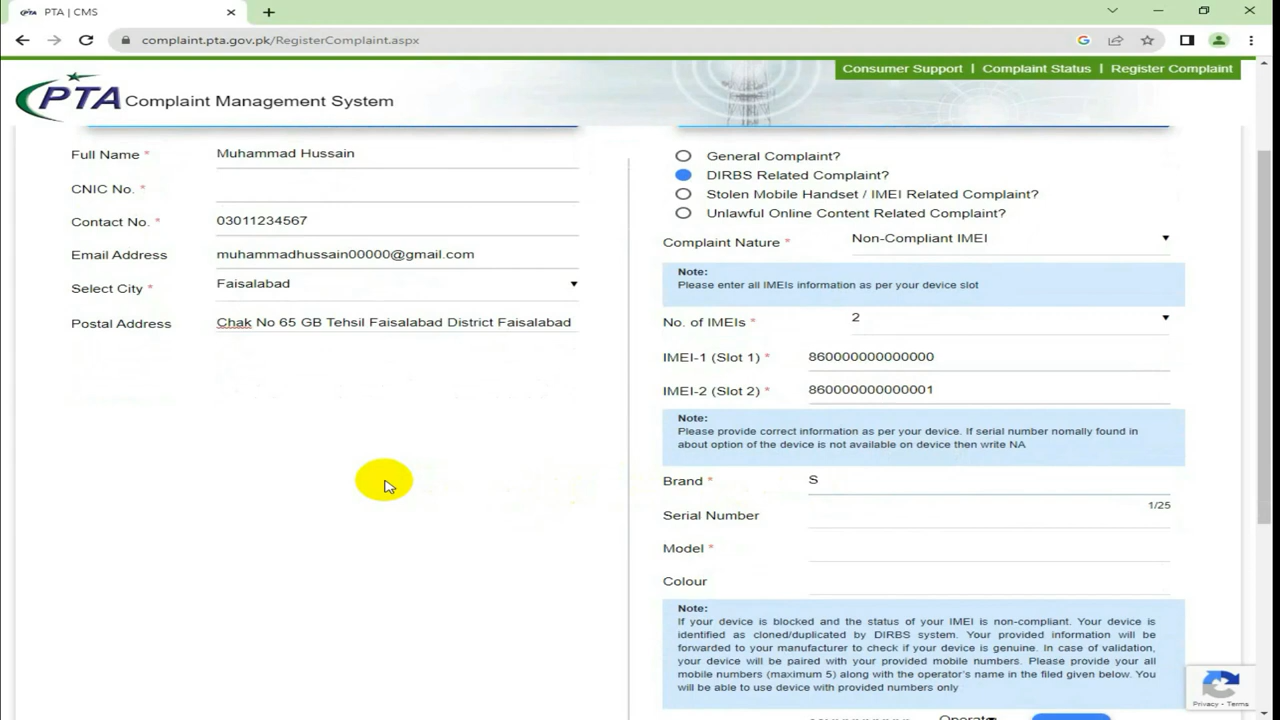 PTA | CMS
complaint.pta.gov.pk/RegisterComplaint.aspx
Consumer Support | Complaint Status | Register Complaint
PTA Complaint Management System
Full Name * Muhammad Hussain
CNIC No. *
Contact No. * 03011234567
Email Address muhammadhussain00000@gmail.com
Select City * Faisalabad
Postal Address Chak No 65 GB Tehsil Faisalabad District Faisalabad
General Complaint?
DIRBS Related Complaint?
Stolen Mobile Handset / IMEI Related Complaint?
Unlawful Online Content Related Complaint?
Complaint Nature * Non-Compliant IMEI
Note:
Please enter all IMEIs information as per your device slot
No. of IMEIs * 2
IMEI-1 (Slot 1) * 860000000000000
IMEI-2 (Slot 2) * 860000000000001
Note:
Please provide correct information as per your device. If serial number nomally found in
about option of the device is not available on device then write NA
Brand * S
1/25
Serial Number
Model *
Colour
Note:
If your device is blocked and the status of your IMEI is non-compliant. Your device is
identified as cloned/duplicated by DIRBS system. Your provided information will be
forwarded to your manufacturer to check if your device is genuine. In case of validation,
your device will be paired with your provided mobile numbers. Please provide your all
mobile numbers (maximum 5) along with the operator's name in the filed given below. You
will be able to use device with provided numbers only
Privacy - Terms